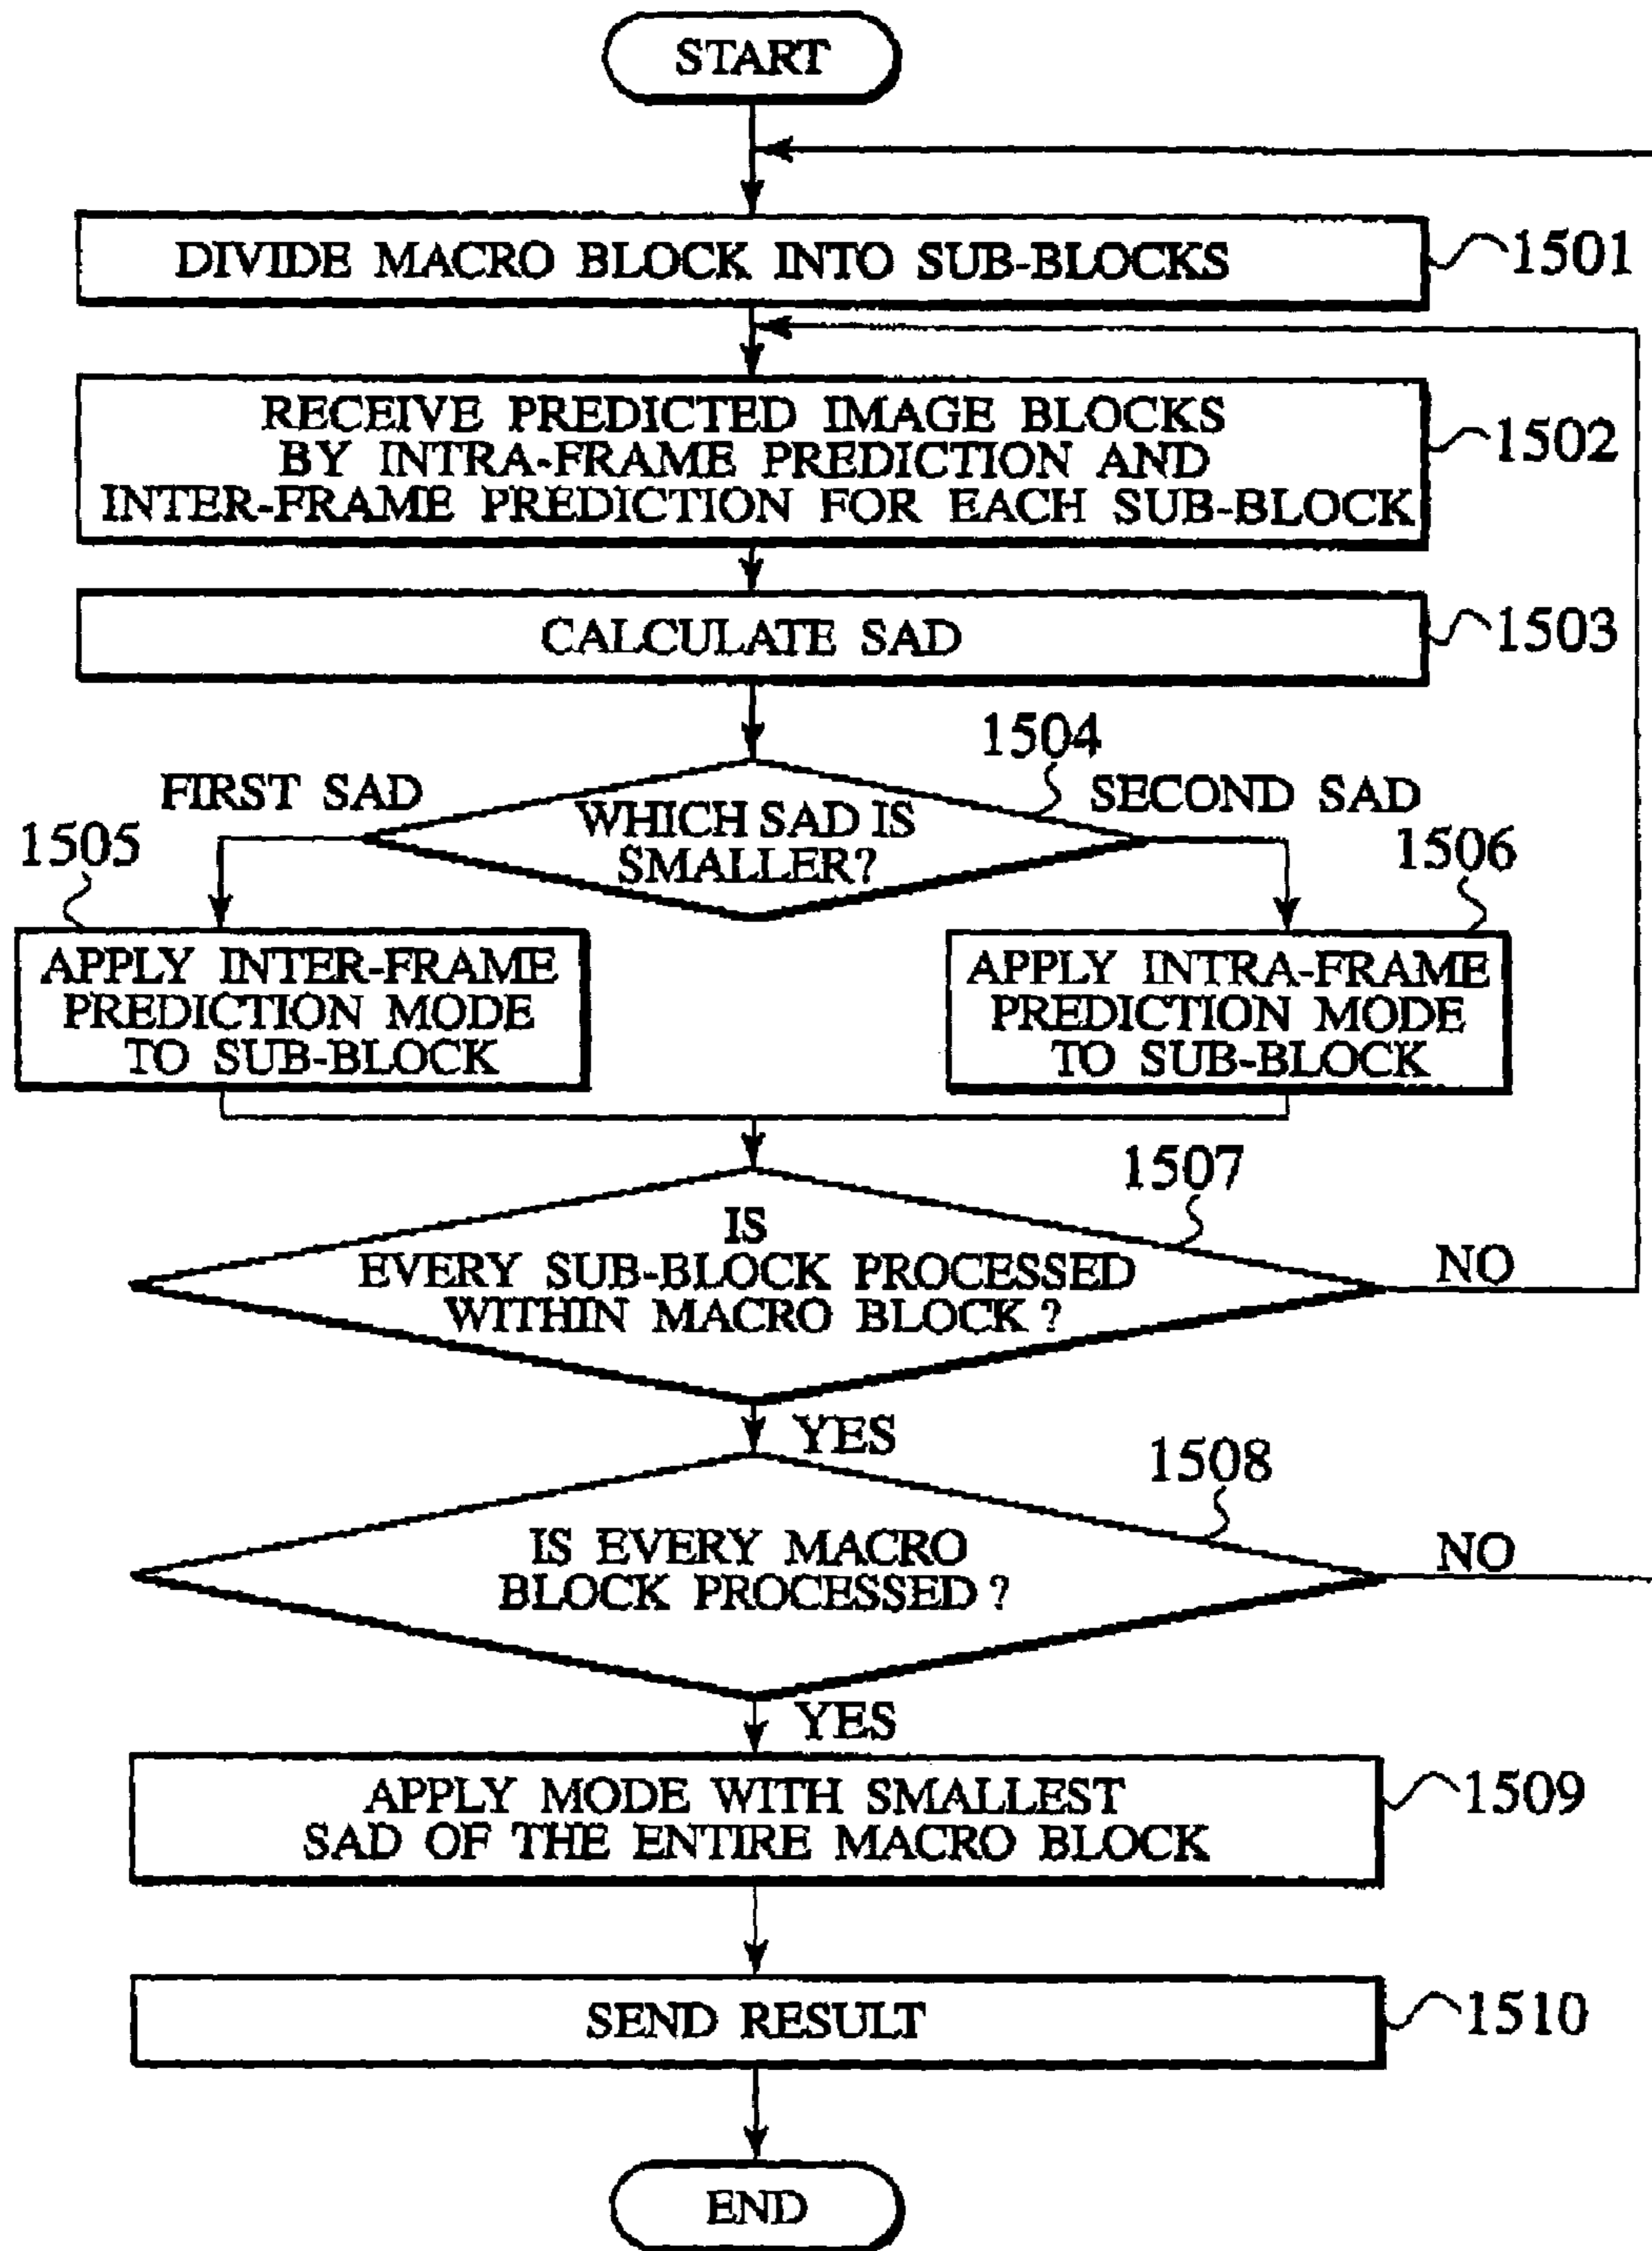 START
DIVIDE MACRO BLOCK INTO SUB-BLOCKS
1501
RECEIVE PREDICTED IMAGE BLOCKS
BY INTRA-FRAME PREDICTION AND
INTER-FRAME PREDICTION FOR EACH SUB-BLOCK
1502
CALCULATE SAD
1503
1504
FIRST SAD
SECOND SAD
WHICH SAD IS
SMALLER?
1505
1506
APPLY INTER-FRAME
PREDICTION MODE
TO SUB-BLOCK
APPLY INTRA-FRAME
PREDICTION MODE
TO SUB-BLOCK
1507
IS
EVERY SUB-BLOCK PROCESSED
WITHIN MACRO BLOCK ?
NO
YES
1508
IS EVERY MACRO
BLOCK PROCESSED ?
NO
YES
APPLY MODE WITH SMALLEST
SAD OF THE ENTIRE MACRO BLOCK
1509
SEND RESULT
1510
END